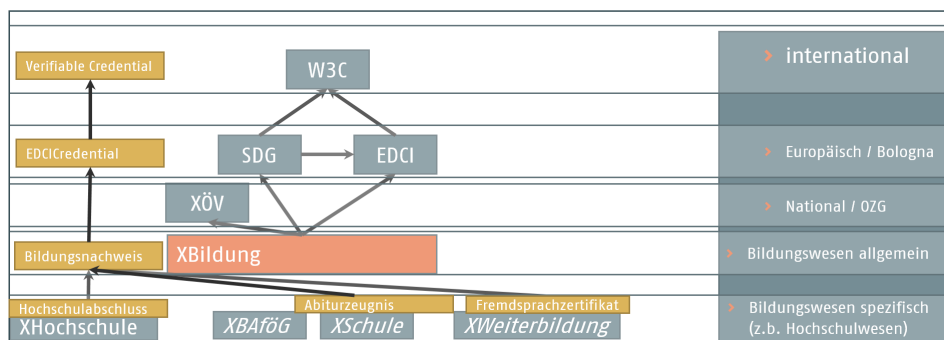 Verifiable Credential
W3C
international
EDCICredential
SDG
EDCI
Europäisch / Bologna
XÖV
National / OZG
Bildungsnachweis
XBildung
Bildungswesen allgemein
Hochschulabschluss
Abiturzeugnis
Fremdsprachzertifikat
XHochschule
XBAföG
XSchule
XWeiterbildung
Bildungswesen spezifisch
(z.b. Hochschulwesen)